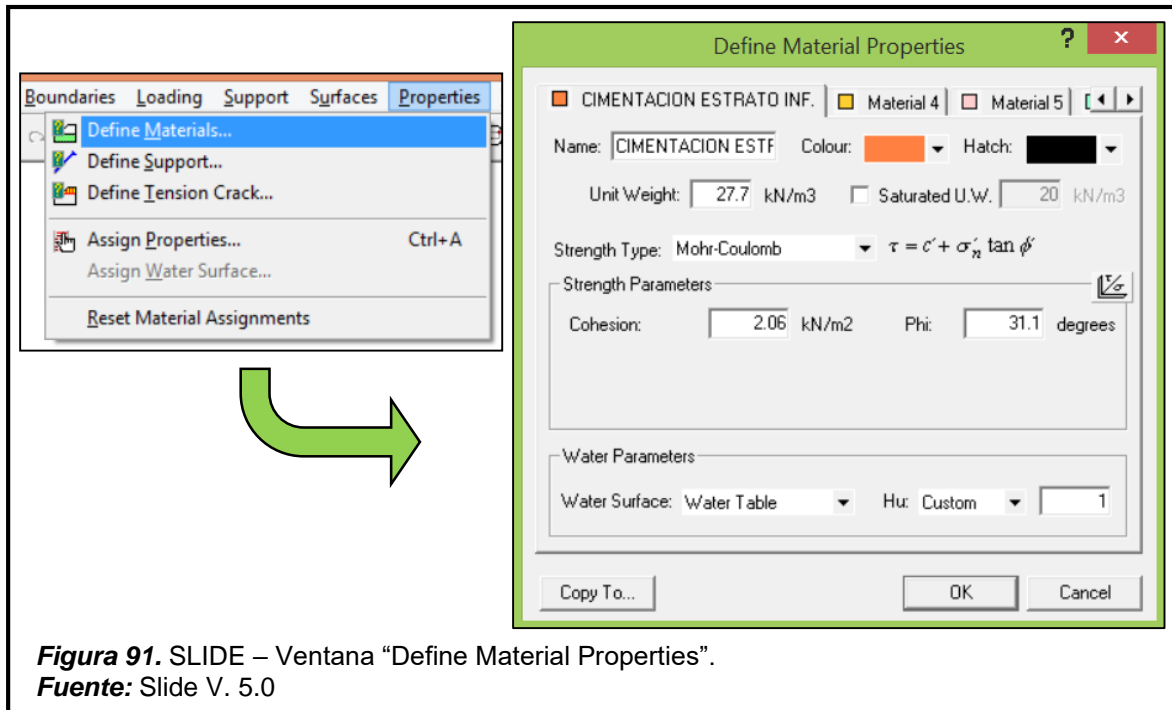 Boundaries Loading Support Surfaces Properties
Define Materials...
Define Support...
Define Tension Crack...
Assign Properties... Ctrl+A
Assign Water Surface...
Reset Material Assignments
Define Material Properties ? ×
CIMENTACION ESTRATO INF. Material 4 Material 5
Name: CIMENTACION ESTF Colour: Hatch:
Unit Weight: 27.7 kN/m3 Saturated U.W. 20 kN/m3
Strength Type: Mohr-Coulomb τ = c′ + σ′n tan ϕ′
Strength Parameters τ/σ
Cohesion: 2.06 kN/m2 Phi: 31.1 degrees
Water Parameters
Water Surface: Water Table Hu: Custom 1
Copy To... OK Cancel
Figura 91. SLIDE – Ventana “Define Material Properties”.
Fuente: Slide V. 5.0